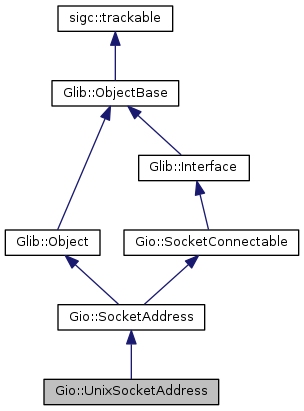 sigc::trackable
Glib::ObjectBase
Glib::Interface
Glib::Object
Gio::SocketConnectable
Gio::SocketAddress
Gio::UnixSocketAddress